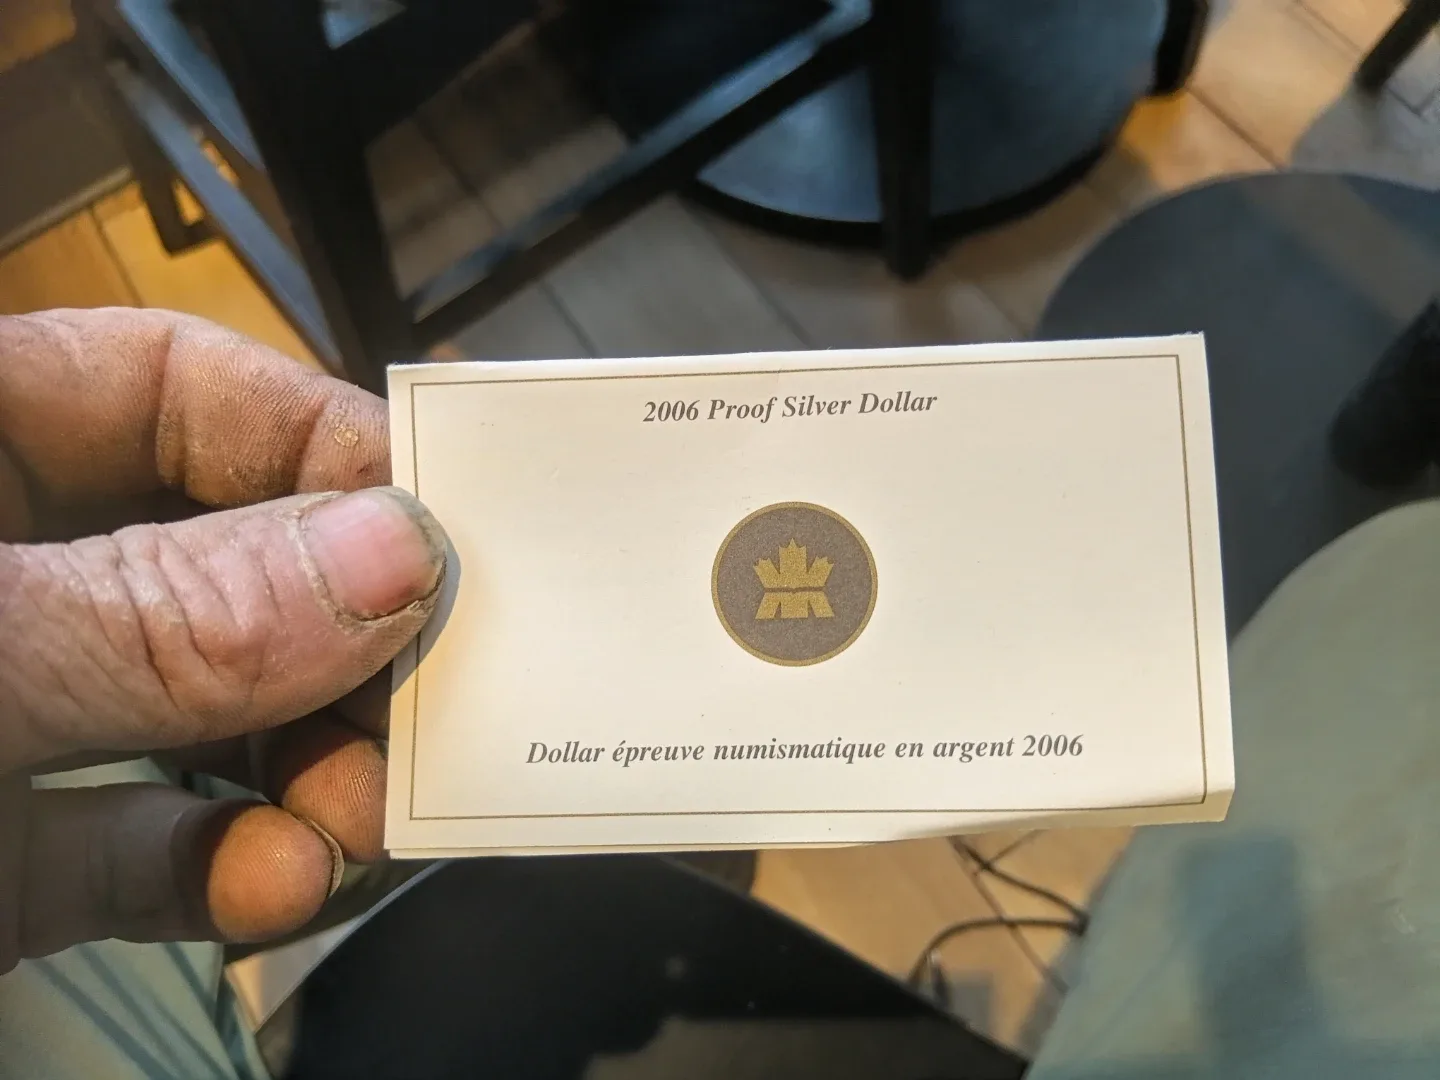 2006 Proof Silver Dollar
Dollar épreuve numismatique en argent 2006